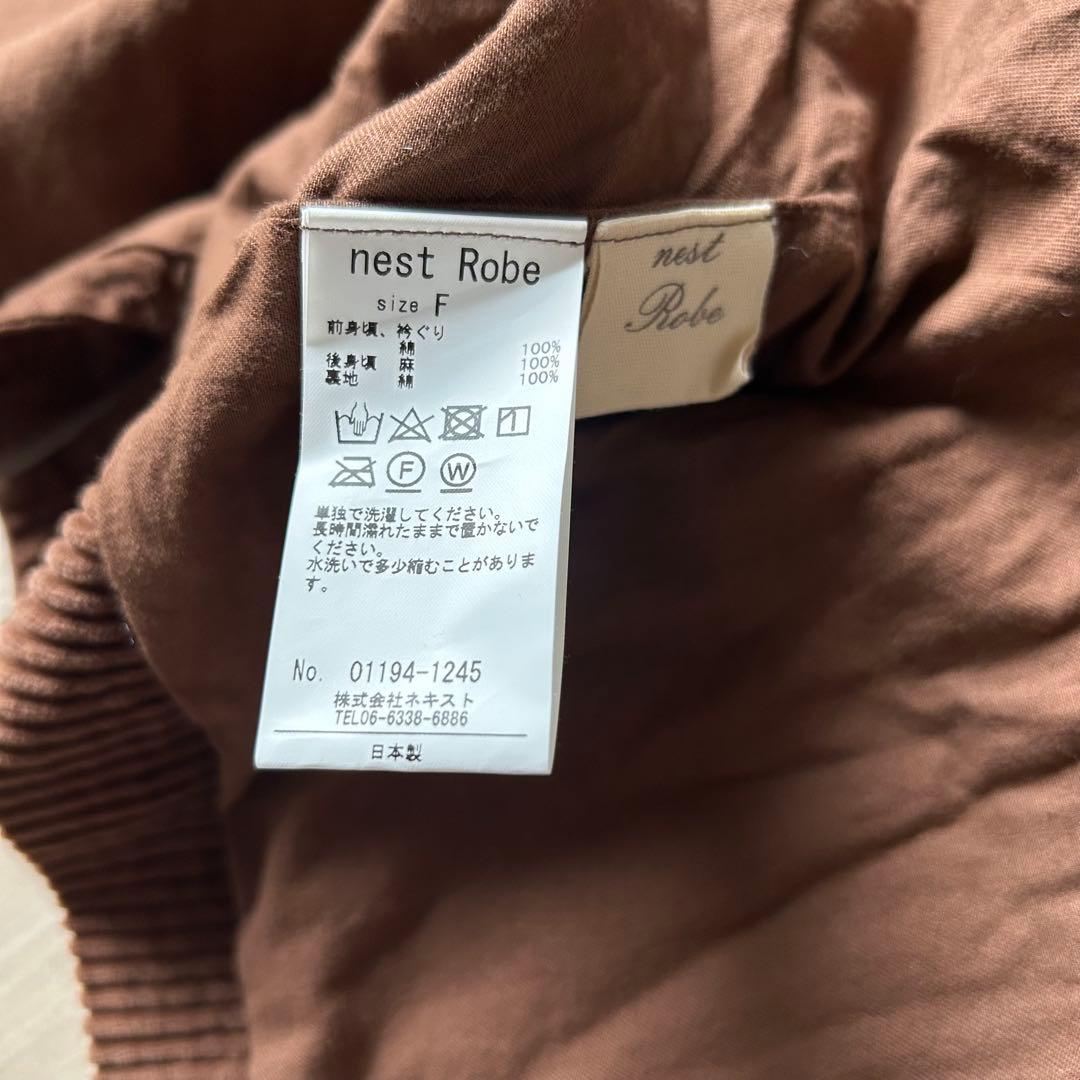 nest Robe
size F
前身頃、衿ぐり
綿 100%
後身頃 麻 100%
裏地 綿 100%
F W
単独で洗濯してください。
長時間濡れたままで置かないで
ください。
水洗いで多少縮むことがありま
す。
No. 01194-1245
株式会社ネキスト
TEL06-6338-6886
日本製
nest
Robe